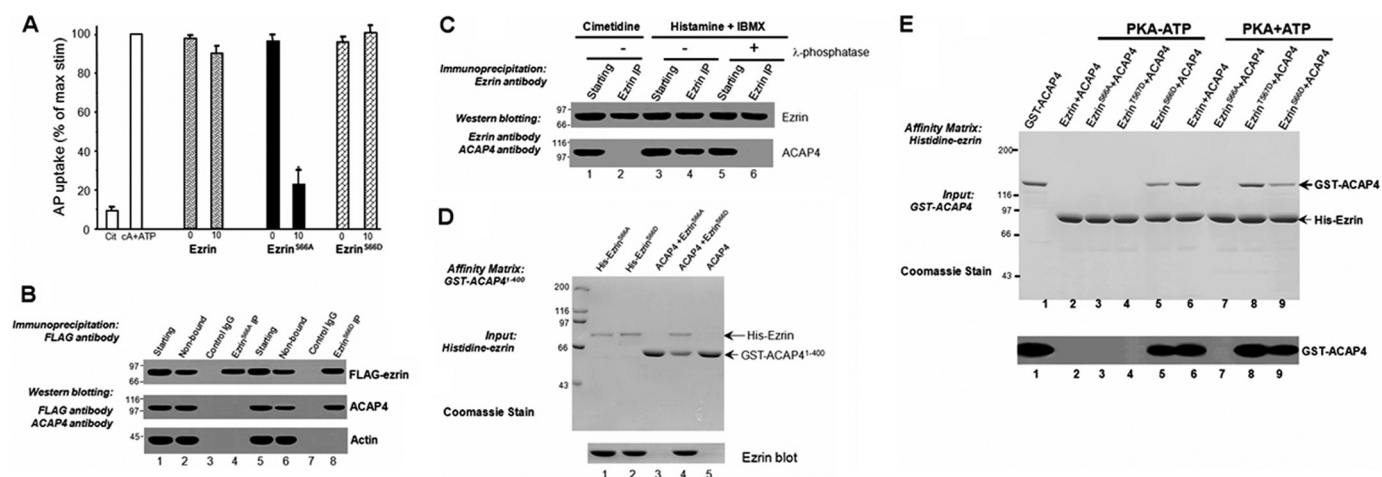 A
AP uptake (% of max stim)
100
80
60
40
20
0
Cit cA+ATP 0 10 0 10 0 10
Ezrin EzrinS66A EzrinS66D
B
Immunoprecipitation:
FLAG antibody
Starting
Non-bound
Control IgG
EzrinS66A IP
Starting
Non-bound
Control IgG
EzrinS66D IP
97
66
FLAG-ezrin
Western blotting:
FLAG antibody
ACAP4 antibody
116
97
ACAP4
45
Actin
1 2 3 4 5 6 7 8
C
Cimetidine Histamine + IBMX
- - + λ-phosphatase
Immunoprecipitation:
Ezrin antibody
Starting
Ezrin IP
Starting
Ezrin IP
Starting
Ezrin IP
Western blotting:
Ezrin antibody
ACAP4 antibody
97
66
Ezrin
116
97
ACAP4
1 2 3 4 5 6
D
His-EzrinS66A
His-EzrinS66D
ACAP4+EzrinS66A
ACAP4+EzrinS66D
ACAP4
Affinity Matrix:
GST-ACAP41-400
200
116
97
66
43
Input:
Histidine-ezrin
His-Ezrin
GST-ACAP41-400
Coomassie Stain
Ezrin blot
1 2 3 4 5
E
PKA-ATP PKA+ATP
GST-ACAP4
Ezrin+ACAP4
EzrinS66A+ACAP4
EzrinT567D+ACAP4
EzrinS66D+ACAP4
Ezrin+ACAP4
EzrinS66A+ACAP4
EzrinT567D+ACAP4
EzrinS66D+ACAP4
Affinity Matrix:
Histidine-ezrin
200
116
97
66
43
Input:
GST-ACAP4
GST-ACAP4
His-Ezrin
Coomassie Stain
1 2 3 4 5 6 7 8 9
GST-ACAP4
1 2 3 4 5 6 7 8 9